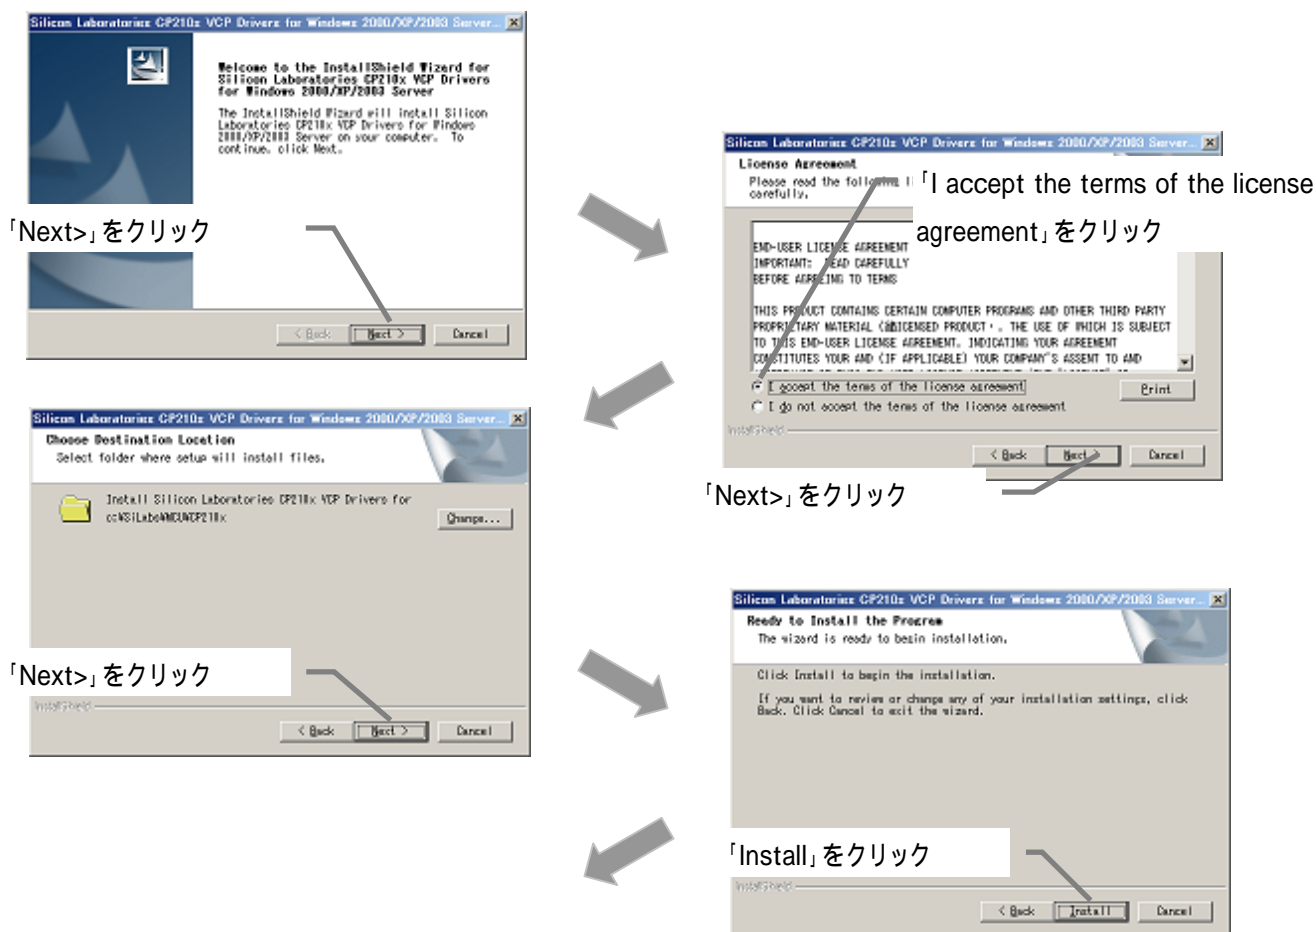 Silicon Laboratories CP210x VCP Drivers for Windows 2000/XP/2003 Server...
Welcome to the InstallShield Wizard for
Silicon Laboratories CP210x VCP Drivers
for Windows 2000/XP/2003 Server
The InstallShield Wizard will install Silicon
Laboratories CP210x VCP Drivers for Windows
2000/XP/2003 Server on your computer. To
continue, click Next.
「Next>」をクリック
< Back
Next >
Cancel
Silicon Laboratories CP210x VCP Drivers for Windows 2000/XP/2003 Server...
License Agreement
Please read the following li
carefully.
「I accept the terms of the license
agreement」をクリック
END-USER LICENSE AGREEMENT
IMPORTANT: READ CAREFULLY
BEFORE AGREEING TO TERMS
THIS PRODUCT CONTAINS CERTAIN COMPUTER PROGRAMS AND OTHER THIRD PARTY
PROPRIETARY MATERIAL (鍋ICENSED PRODUCT・. THE USE OF WHICH IS SUBJECT
TO THIS END-USER LICENSE AGREEMENT. INDICATING YOUR AGREEMENT
CONSTITUTES YOUR AND (IF APPLICABLE) YOUR COMPANY'S ASSENT TO AND
I accept the terms of the license agreement
Print
I do not accept the terms of the license agreement
InstallShield
< Back
Next >
Cancel
「Next>」をクリック
Silicon Laboratories CP210x VCP Drivers for Windows 2000/XP/2003 Server...
Choose Destination Location
Select folder where setup will install files.
Install Silicon Laboratories CP210x VCP Drivers for
c:¥SiLabs¥MCU¥CP210x
Change...
「Next>」をクリック
InstallShield
< Back
Next >
Cancel
Silicon Laboratories CP210x VCP Drivers for Windows 2000/XP/2003 Server...
Ready to Install the Program
The wizard is ready to begin installation.
Click Install to begin the installation.
If you want to review or change any of your installation settings, click
Back. Click Cancel to exit the wizard.
「Install」をクリック
InstallShield
< Back
Install
Cancel